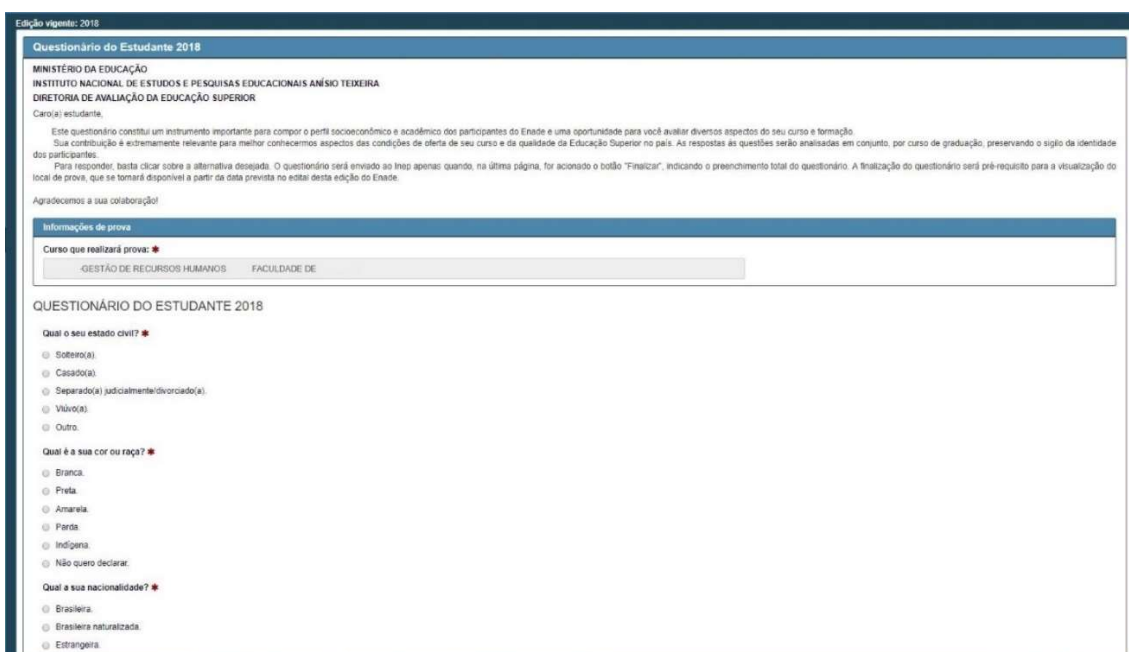 Edição vigente: 2018
Questionário do Estudante 2018
MINISTÉRIO DA EDUCAÇÃO
INSTITUTO NACIONAL DE ESTUDOS E PESQUISAS EDUCACIONAIS ANÍSIO TEIXEIRA
DIRETORIA DE AVALIAÇÃO DA EDUCAÇÃO SUPERIOR
Caro(a) estudante,
Este questionário constitui um instrumento importante para compor o perfil socioeconômico e acadêmico dos participantes do Enade e uma oportunidade para você avaliar diversos aspectos do seu curso e formação.
Sua contribuição é extremamente relevante para melhor conhecermos aspectos das condições de oferta de seu curso e da qualidade da Educação Superior no país. As respostas às questões serão analisadas em conjunto, por curso de graduação, preservando o sigilo da identidade
dos participantes.
Para responder, basta clicar sobre a alternativa desejada. O questionário será enviado ao Inep apenas quando, na última página, for acionado o botão "Finalizar", indicando o preenchimento total do questionário. A finalização do questionário será pré-requisito para a visualização do
local de prova, que se tornará disponível a partir da data prevista no edital desta edição do Enade.
Agradecemos a sua colaboração!
Informações de prova
Curso que realizará prova: ✱
GESTÃO DE RECURSOS HUMANOS FACULDADE DE
QUESTIONÁRIO DO ESTUDANTE 2018
Qual o seu estado civil? ✱
Solteiro(a).
Casado(a).
Separado(a) judicialmente/divorciado(a).
Viúvo(a).
Outro.
Qual é a sua cor ou raça? ✱
Branca.
Preta.
Amarela.
Parda.
Indígena.
Não quero declarar.
Qual a sua nacionalidade? ✱
Brasileira.
Brasileira naturalizada.
Estrangeira.